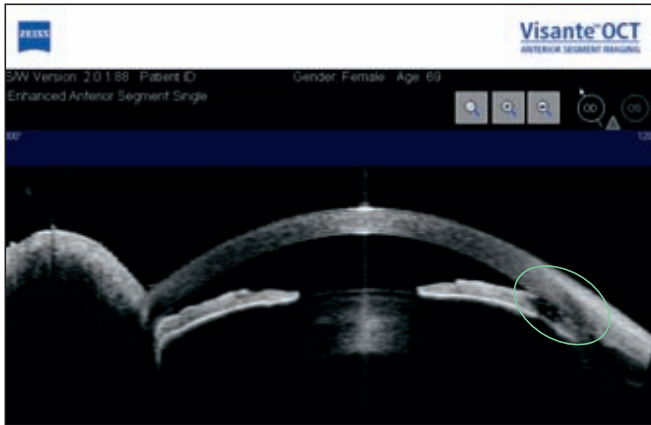 ZEISS
Visante™OCT
ANTERIOR SEGMENT IMAGING
S/W Version: 2.0.1.88 Patient ID: Gender: Female Age: 69
Enhanced Anterior Segment Single
OD OS